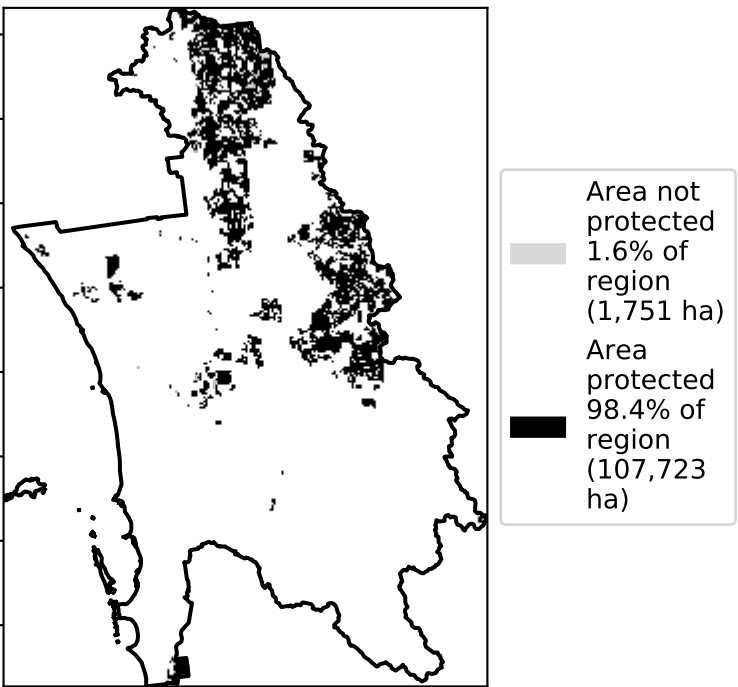 Area not
protected
1.6% of
region
(1,751 ha)
Area
protected
98.4% of
region
(107,723
ha)